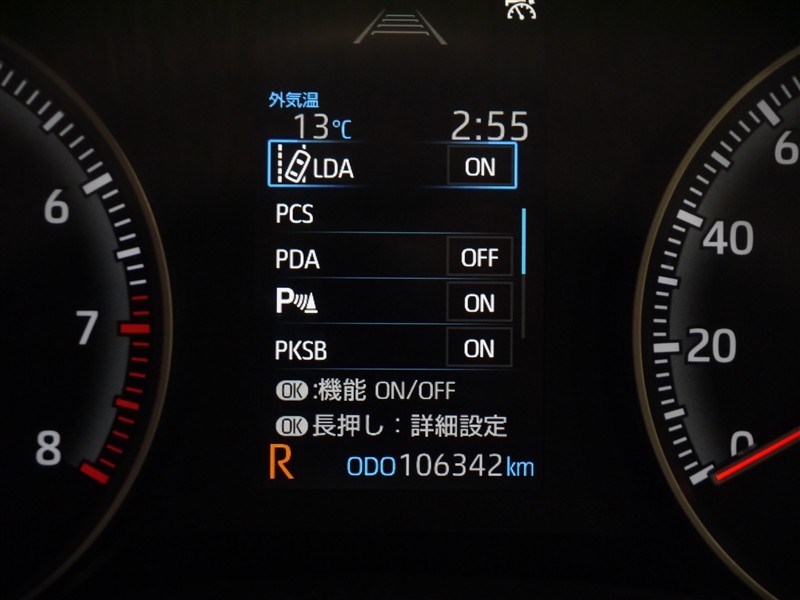 外気温
13℃ 2:55
LDA ON
PCS
PDA OFF
P ON
PKSB ON
OK:機能 ON/OFF
OK長押し：詳細設定
R ODO106342km
6
7
8
6
40
20
0